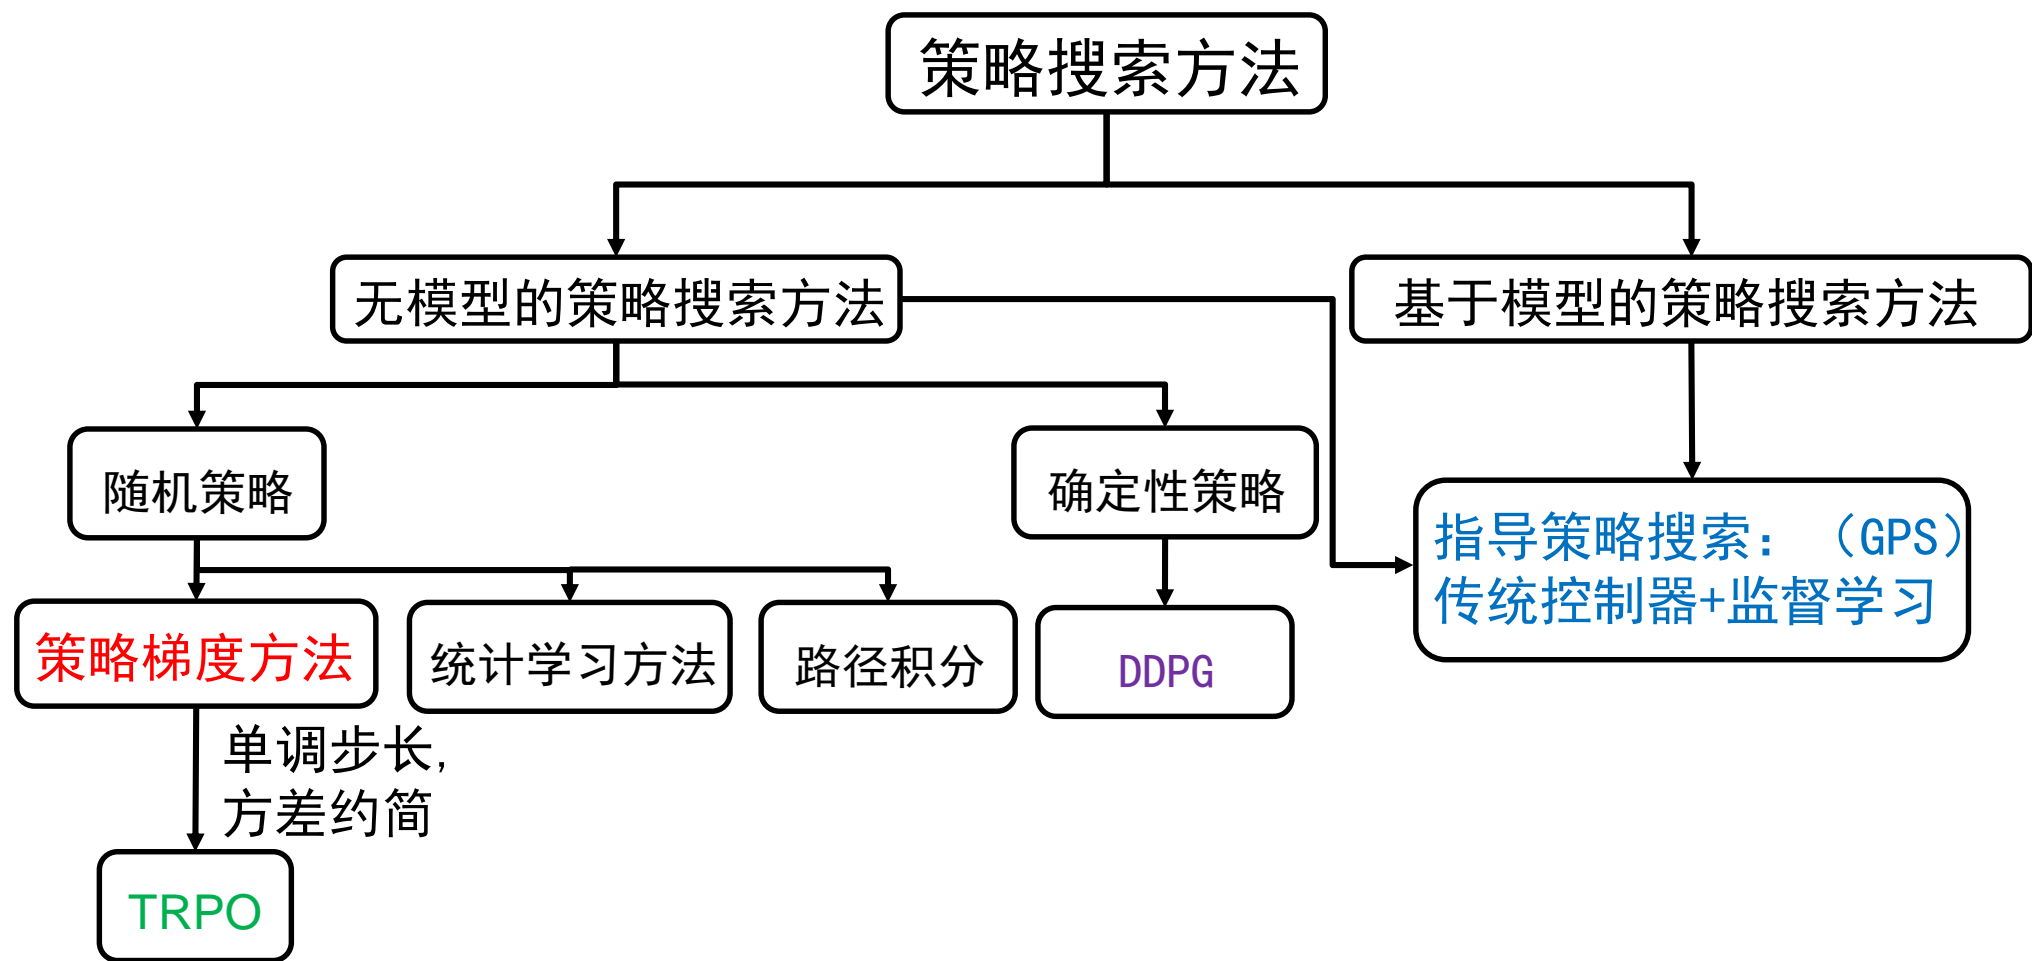 策略搜索方法
无模型的策略搜索方法
基于模型的策略搜索方法
随机策略
确定性策略
指导策略搜索：（GPS）
传统控制器+监督学习
策略梯度方法
统计学习方法
路径积分
DDPG
单调步长,
方差约简
TRPO